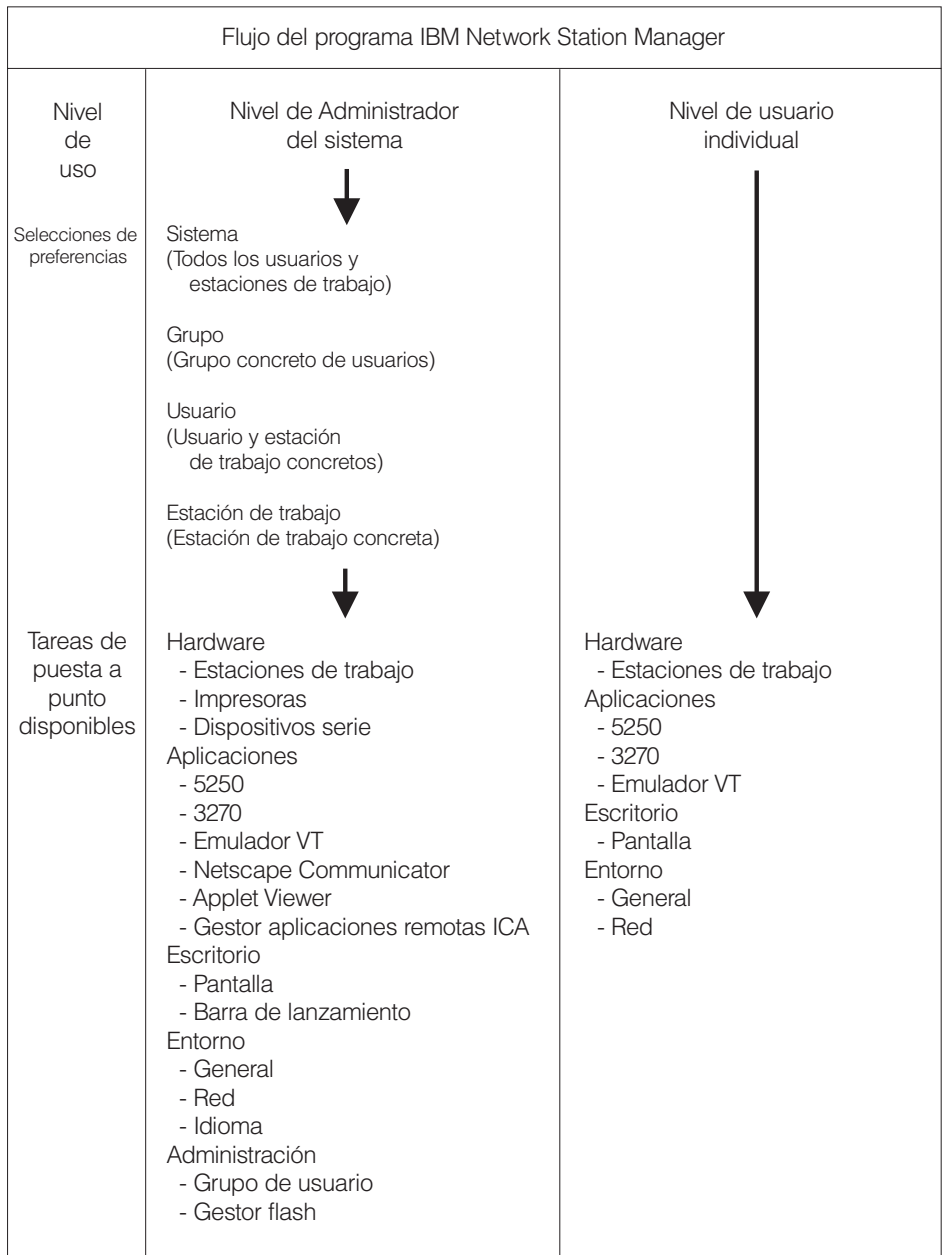 Flujo del programa IBM Network Station Manager
Nivel
de
uso
Nivel de Administrador
del sistema
Nivel de usuario
individual
Selecciones de
preferencias
Sistema
(Todos los usuarios y
estaciones de trabajo)
Grupo
(Grupo concreto de usuarios)
Usuario
(Usuario y estación
de trabajo concretos)
Estación de trabajo
(Estación de trabajo concreta)
Tareas de
puesta a
punto
disponibles
Hardware
- Estaciones de trabajo
- Impresoras
- Dispositivos serie
Aplicaciones
- 5250
- 3270
- Emulador VT
- Netscape Communicator
- Applet Viewer
- Gestor aplicaciones remotas ICA
Escritorio
- Pantalla
- Barra de lanzamiento
Entorno
- General
- Red
- Idioma
Administración
- Grupo de usuario
- Gestor flash
Hardware
- Estaciones de trabajo
Aplicaciones
- 5250
- 3270
- Emulador VT
Escritorio
- Pantalla
Entorno
- General
- Red